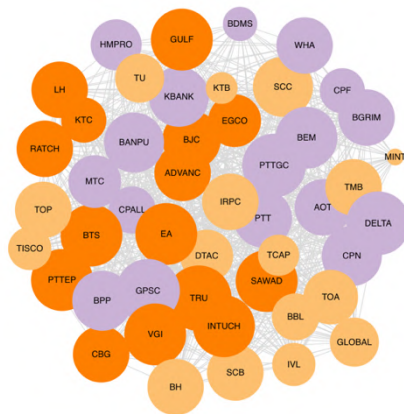 BDMS
GULF
HMPRO
WHA
TU
KTB
SCC
KBANK
LH
CPF
KTC
BGRIM
EGCO
BJC
BANPU
BEM
RATCH
MINT
ADVANC
PTTGC
MTC
TMB
CPALL
IRPC
AOT
TOP
PTT
DELTA
BTS
EA
TISCO
DTAC
TCAP
CPN
PTTEP
GPSC
SAWAD
BPP
TRU
TOA
BBL
VGI
INTUCH
GLOBAL
CBG
IVL
SCB
BH